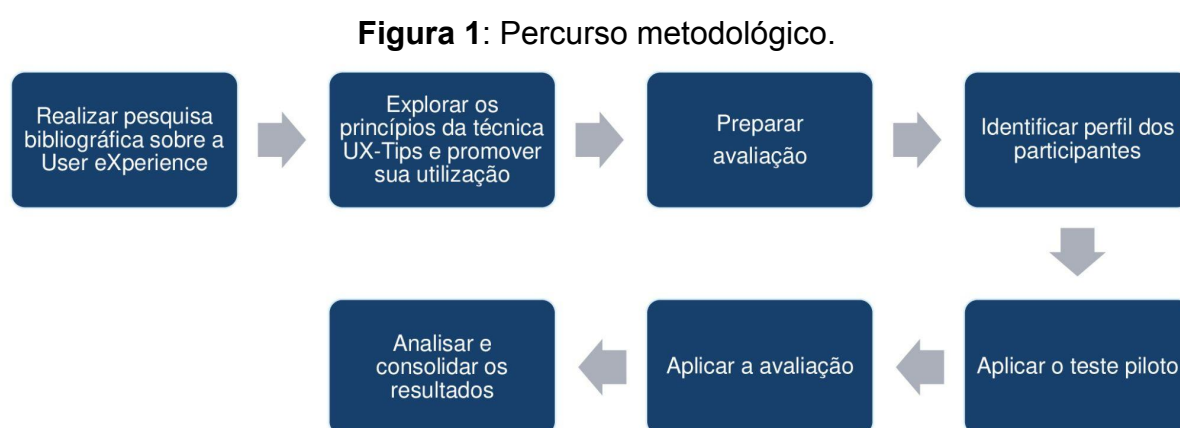 Figura 1: Percurso metodológico.
Realizar pesquisa
bibliográfica sobre a
User eXperience
Explorar os
princípios da técnica
UX-Tips e promover
sua utilização
Preparar
avaliação
Identificar perfil dos
participantes
Aplicar o teste piloto
Aplicar a avaliação
Analisar e
consolidar os
resultados